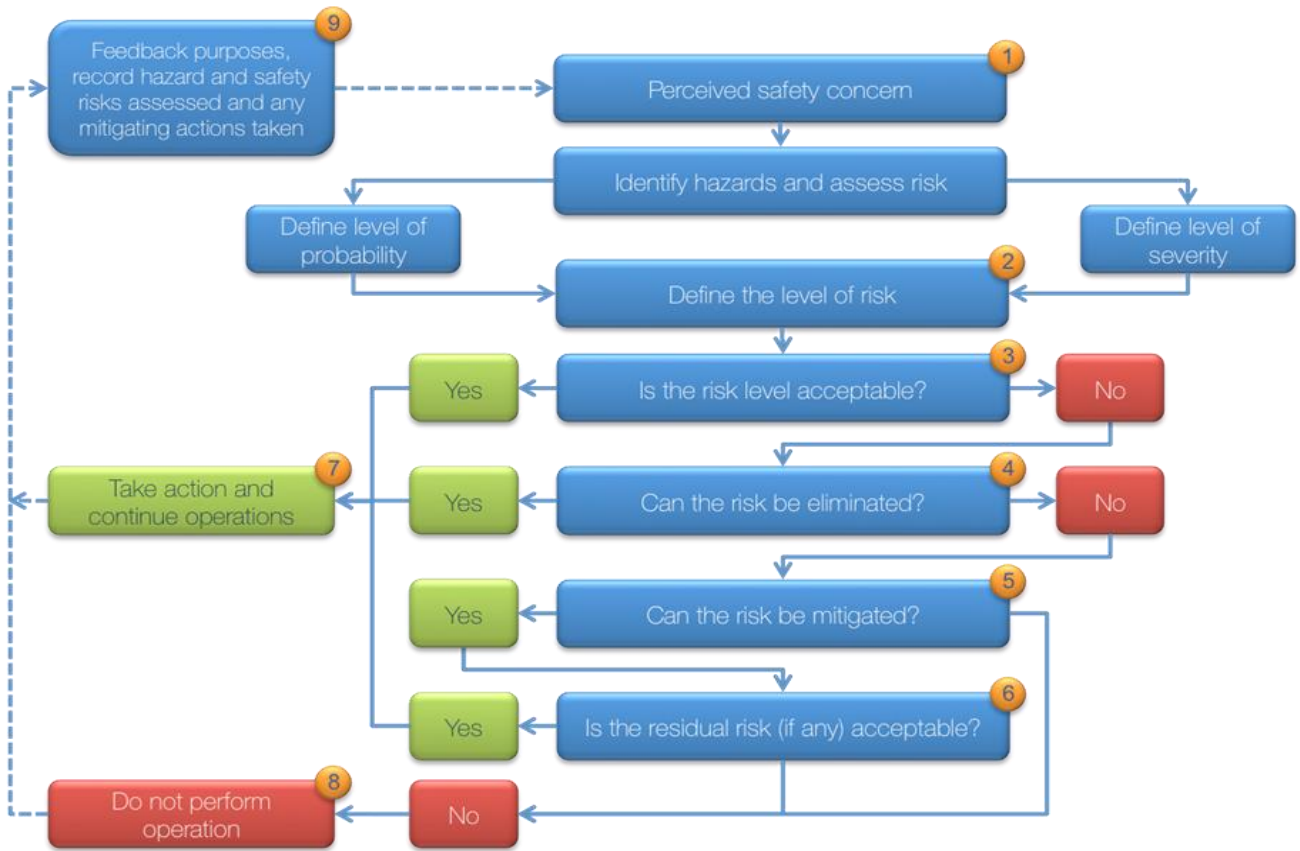 9
Feedback purposes,
record hazard and safety
risks assessed and any
mitigating actions taken
1
Perceived safety concern
Identify hazards and assess risk
Define level of
probability
Define level of
severity
2
Define the level of risk
3
Yes
Is the risk level acceptable?
No
7
Take action and
continue operations
4
Yes
Can the risk be eliminated?
No
5
Yes
Can the risk be mitigated?
6
Yes
Is the residual risk (if any) acceptable?
8
Do not perform
operation
No